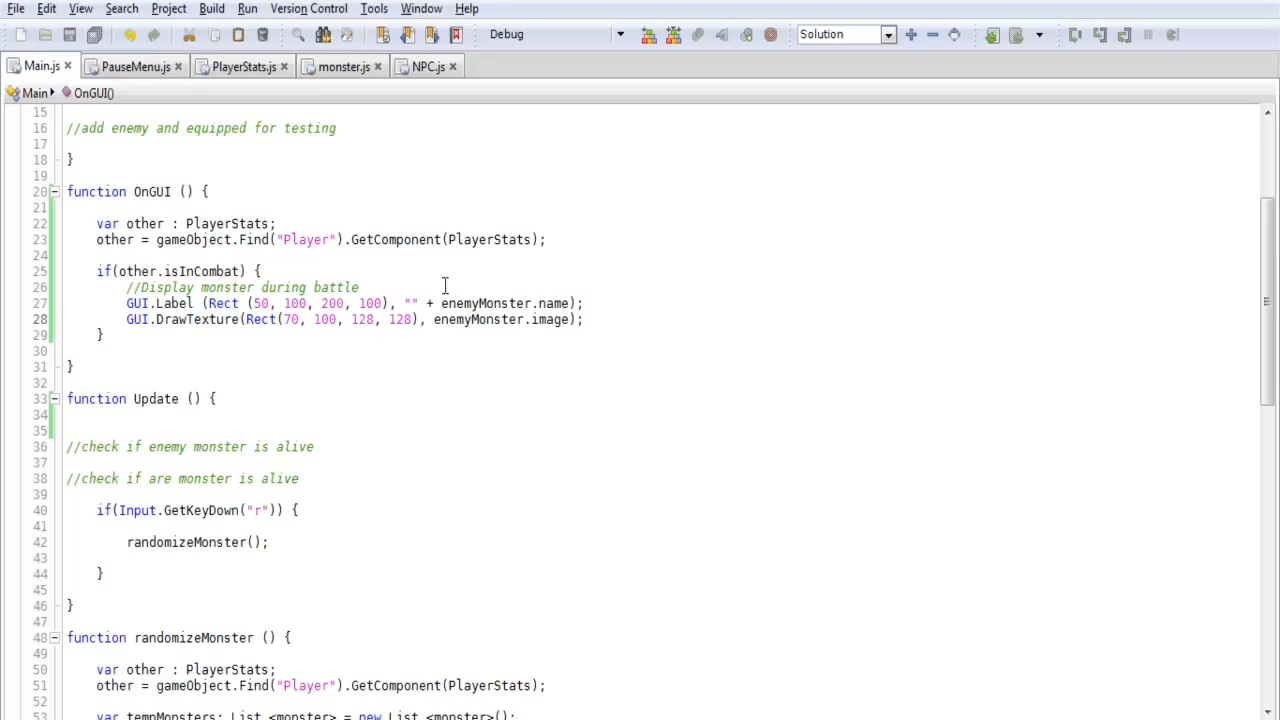 File Edit View Search Project Build Run Version Control Tools Window Help
Debug Solution
Main.js PauseMenu.js PlayerStats.js monster.js NPC.js
Main OnGUI()
15
16 //add enemy and equipped for testing
17
18 }
19
20 function OnGUI () {
21
22 var other : PlayerStats;
23 other = gameObject.Find("Player").GetComponent(PlayerStats);
24
25 if(other.isInCombat) {
26 //Display monster during battle
27 GUI.Label (Rect (50, 100, 200, 100), "" + enemyMonster.name);
28 GUI.DrawTexture(Rect(70, 100, 128, 128), enemyMonster.image);
29 }
30
31 }
32
33 function Update () {
34
35
36 //check if enemy monster is alive
37
38 //check if are monster is alive
39
40 if(Input.GetKeyDown("r")) {
41
42 randomizeMonster();
43
44 }
45
46 }
47
48 function randomizeMonster () {
49
50 var other : PlayerStats;
51 other = gameObject.Find("Player").GetComponent(PlayerStats);
52
53 var tempMonsters: List <monster> = new List <monster>();